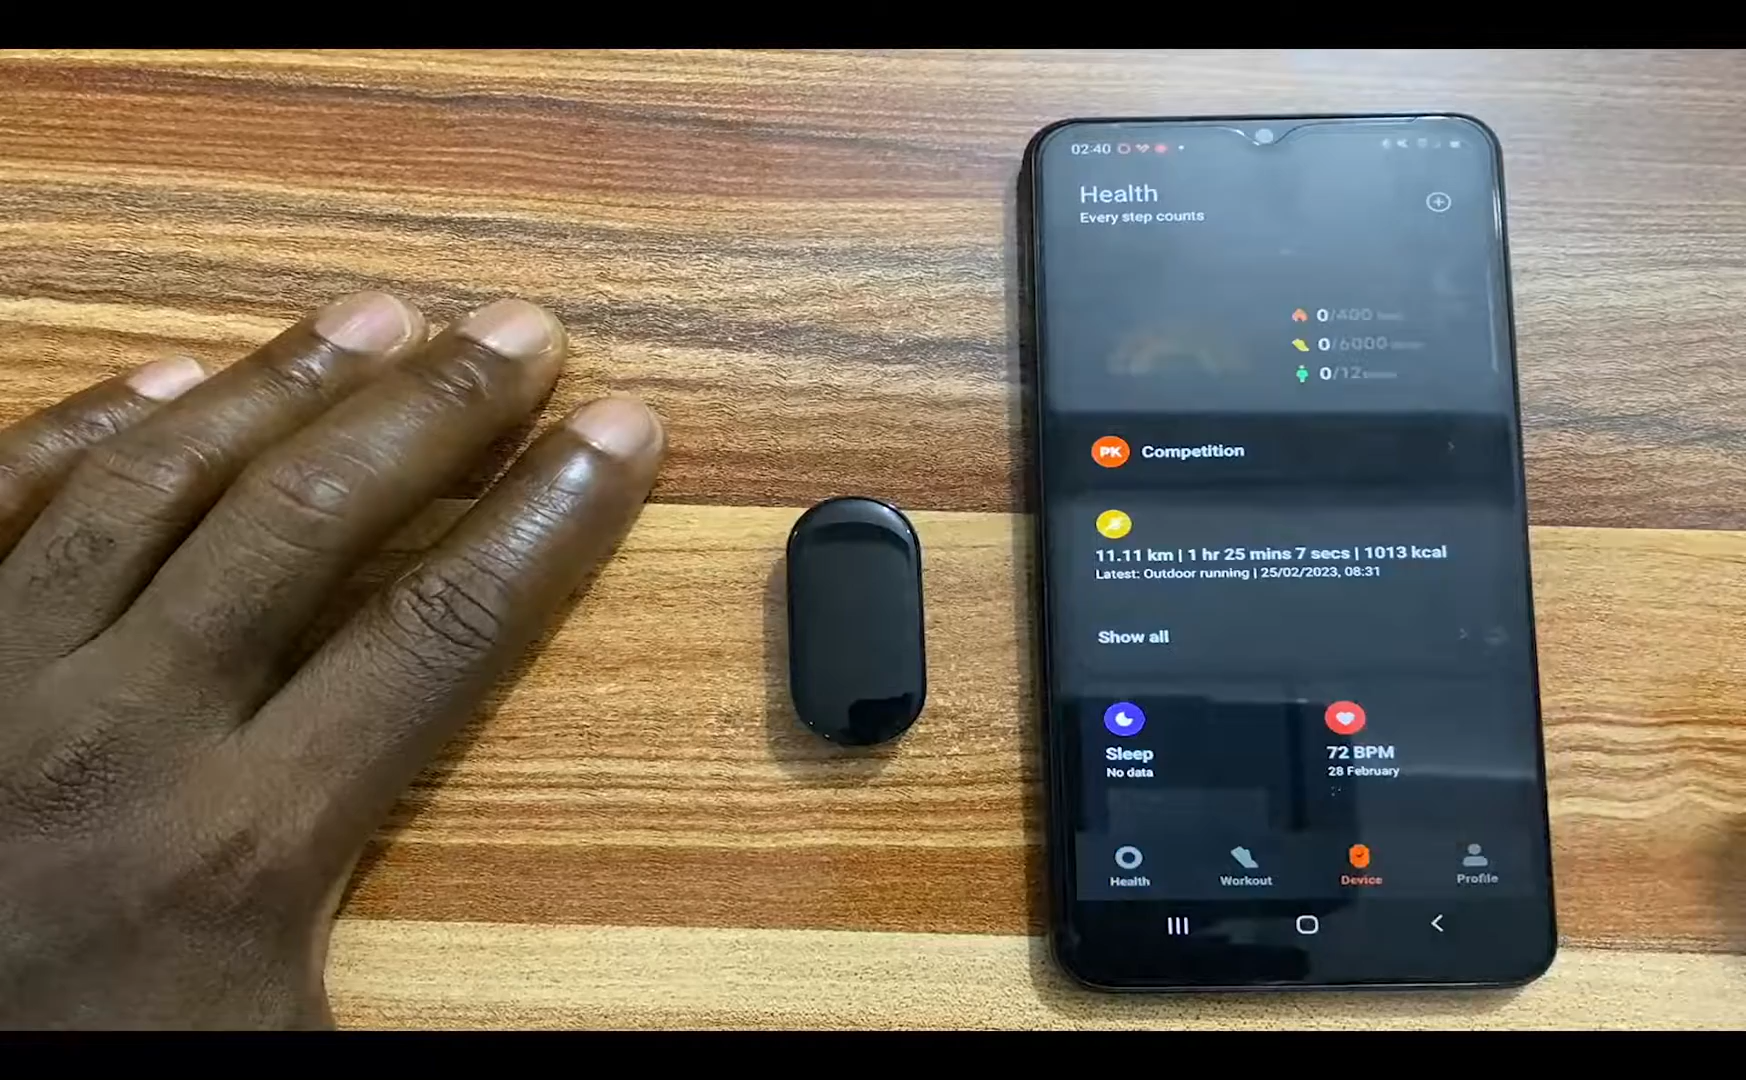 02:40
Health
Every step counts
0/400
0/6000
0/12
PK Competition
11.11 km | 1 hr 25 mins 7 secs | 1013 kcal
Latest: Outdoor running | 25/02/2023, 08:31
Show all
Sleep
No data
72 BPM
28 February
Health
Workout
Device
Profile